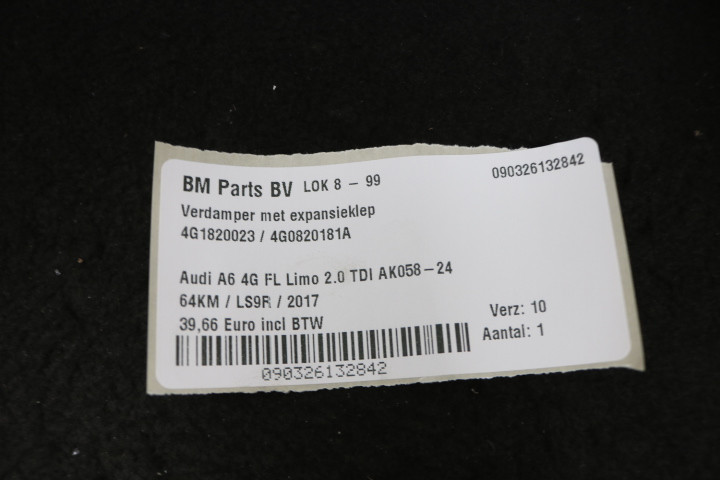 BM Parts BV LOK 8 - 99
090326132842
Verdamper met expansieklep
4G1820023 / 4G0820181A
Audi A6 4G FL Limo 2.0 TDI AK058-24
64KM / LS9R / 2017
Verz: 10
39,66 Euro incl BTW
Aantal: 1
090326132842